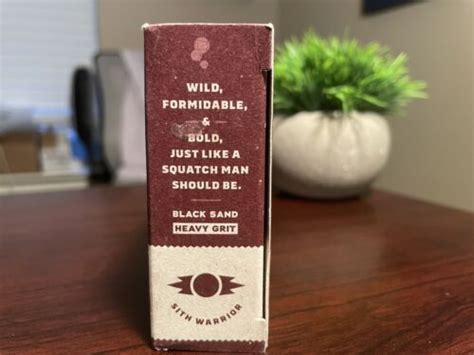 WILD,
FORMIDABLE,
&
BOLD,
JUST LIKE A
SQUATCH MAN
SHOULD BE.
BLACK SAND
HEAVY GRIT
SITH WARRIOR